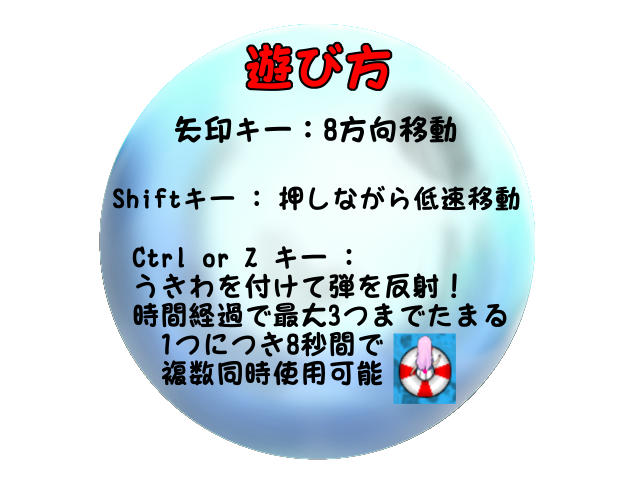 遊び方
矢印キー：8方向移動
Shiftキー : 押しながら低速移動
Ctrl or Z キー :
うきわを付けて弾を反射！
時間経過で最大3つまでたまる
1つにつき8秒間で
複数同時使用可能